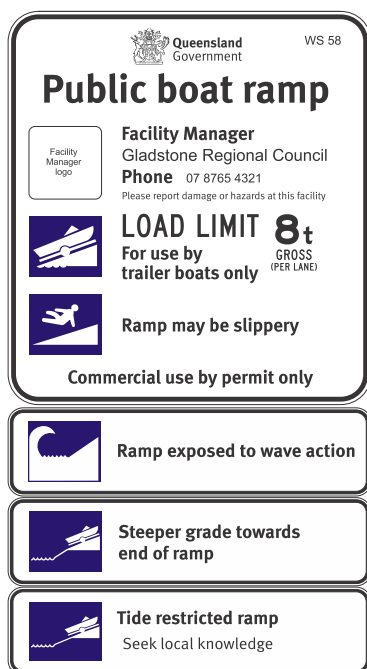 Queensland
Government
WS 58
Public boat ramp
Facility
Manager
logo
Facility Manager
Gladstone Regional Council
Phone 07 8765 4321
Please report damage or hazards at this facility
LOAD LIMIT 8t
For use by
trailer boats only
GROSS
(PER LANE)
Ramp may be slippery
Commercial use by permit only
Ramp exposed to wave action
Steeper grade towards
end of ramp
Tide restricted ramp
Seek local knowledge